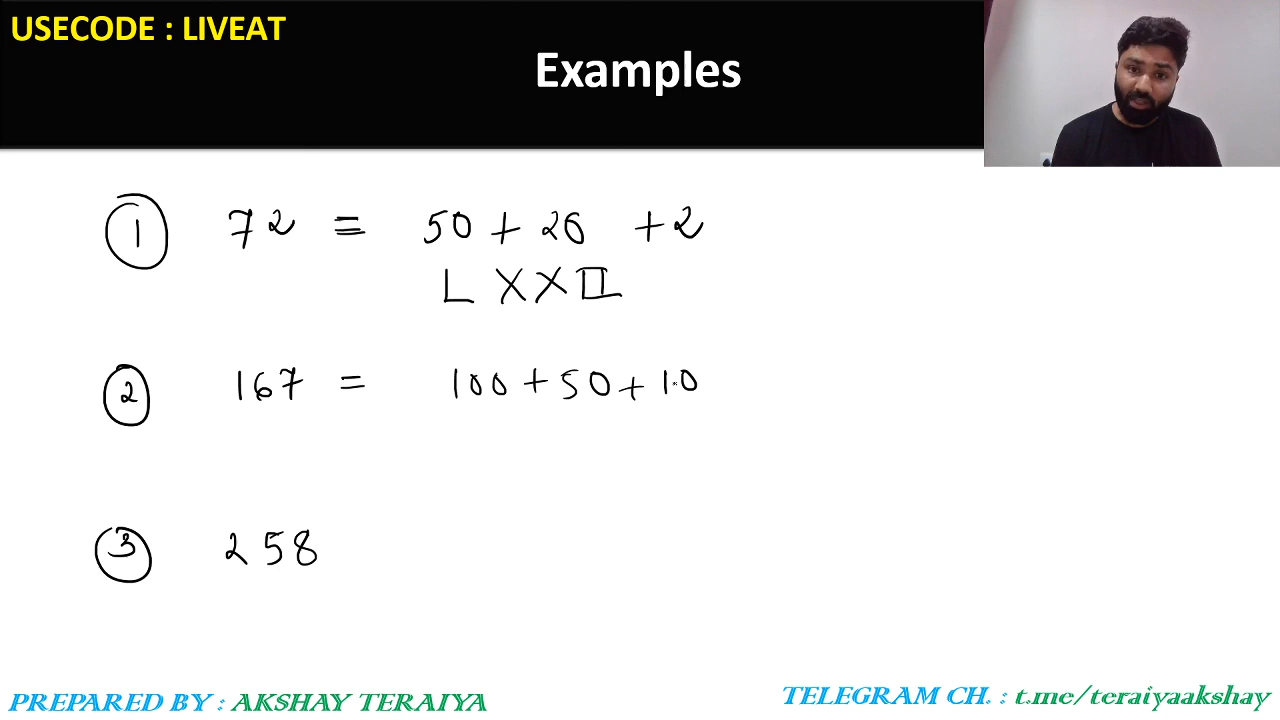 USECODE : LIVEAT
Examples
1 72 = 50 + 20 + 2
L X X II
2 167 = 100 + 50 + 10
3 258
PREPARED BY : AKSHAY TERAIYA
TELEGRAM CH. : t.me/teraiyaakshay